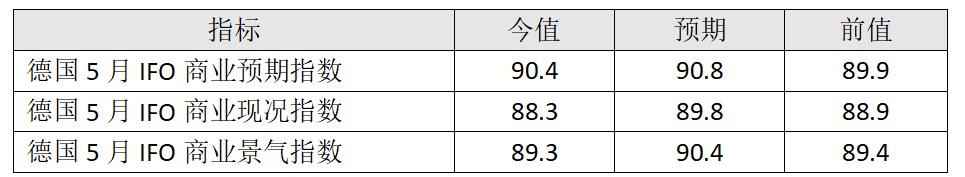 指标 今值 预期 前值
德国 5 月 IFO 商业预期指数 90.4 90.8 89.9
德国 5 月 IFO 商业现况指数 88.3 89.8 88.9
德国 5 月 IFO 商业景气指数 89.3 90.4 89.4